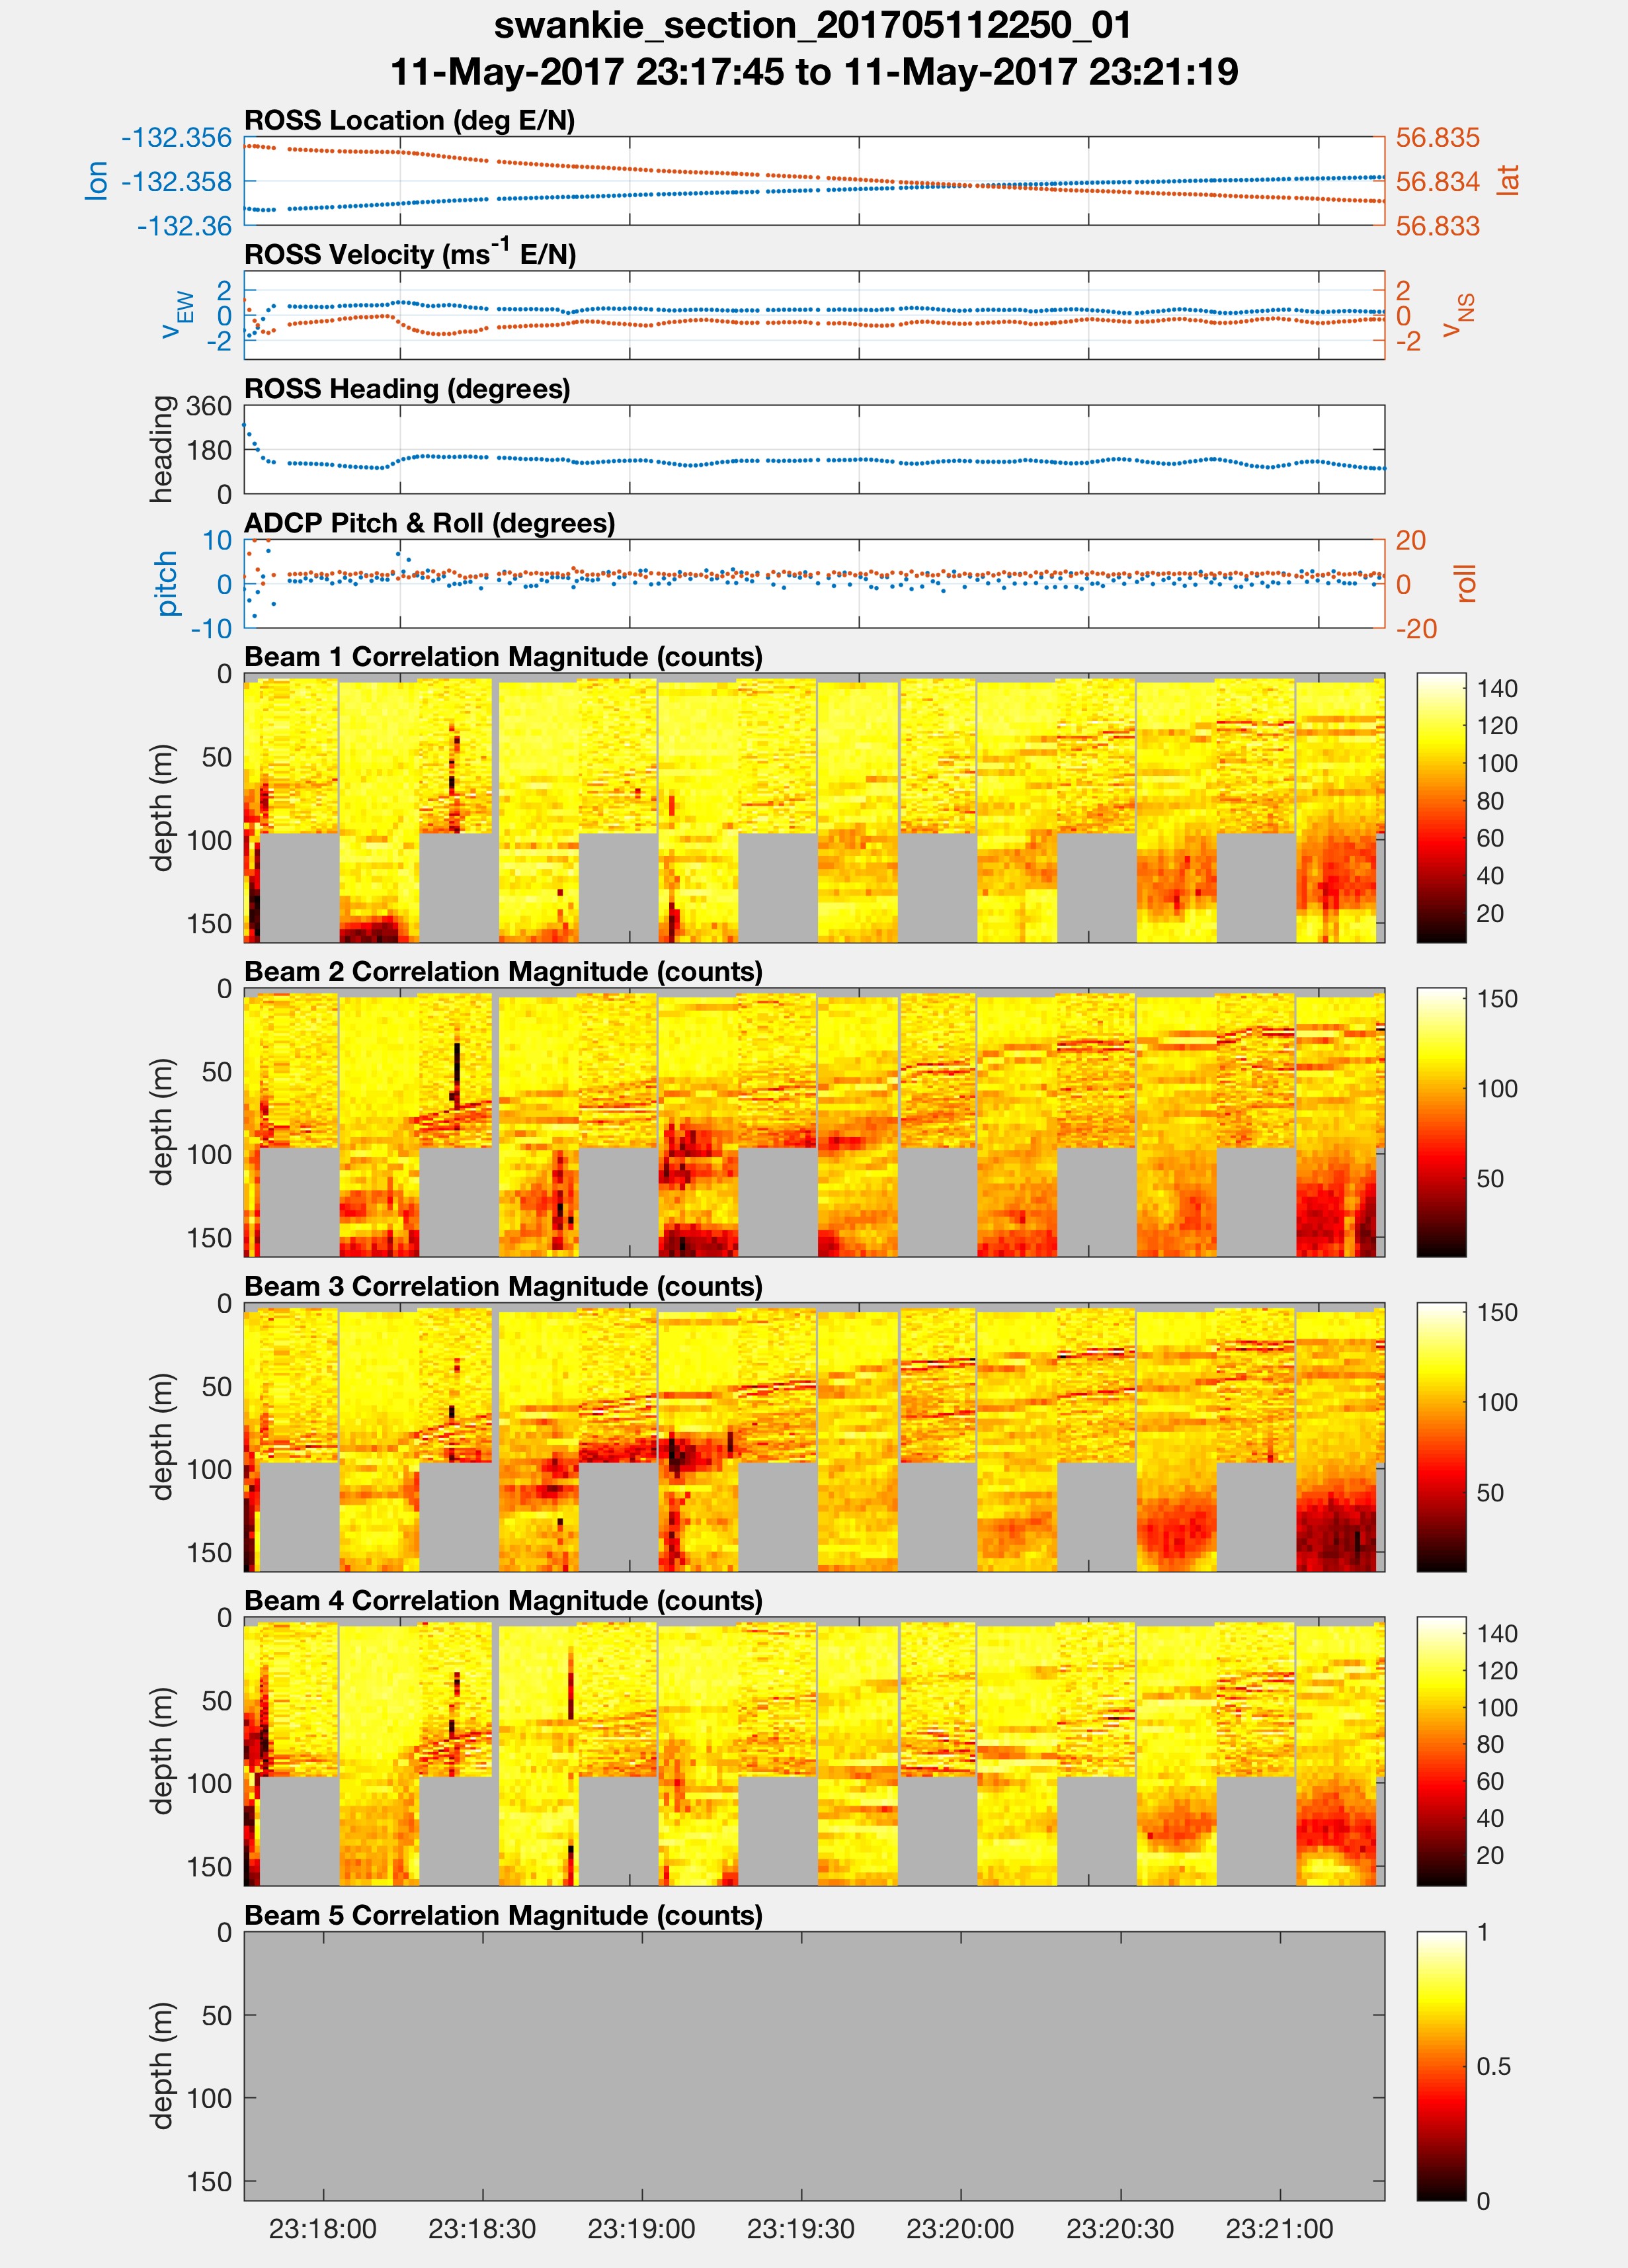 swankie_section_201705112250_01
11-May-2017 23:17:45 to 11-May-2017 23:21:19
ROSS Location (deg E/N)
-132.356
-132.358
-132.36
lon
56.835
56.834
56.833
lat
ROSS Velocity (ms-1 E/N)
2
0
-2
vEW
2
0
-2
vNS
ROSS Heading (degrees)
360
180
0
heading
ADCP Pitch & Roll (degrees)
10
0
-10
pitch
20
0
-20
roll
Beam 1 Correlation Magnitude (counts)
0
50
100
150
depth (m)
140
120
100
80
60
40
20
Beam 2 Correlation Magnitude (counts)
0
50
100
150
depth (m)
150
100
50
Beam 3 Correlation Magnitude (counts)
0
50
100
150
depth (m)
150
100
50
Beam 4 Correlation Magnitude (counts)
0
50
100
150
depth (m)
140
120
100
80
60
40
20
Beam 5 Correlation Magnitude (counts)
0
50
100
150
depth (m)
1
0.5
0
23:18:00 23:18:30 23:19:00 23:19:30 23:20:00 23:20:30 23:21:00